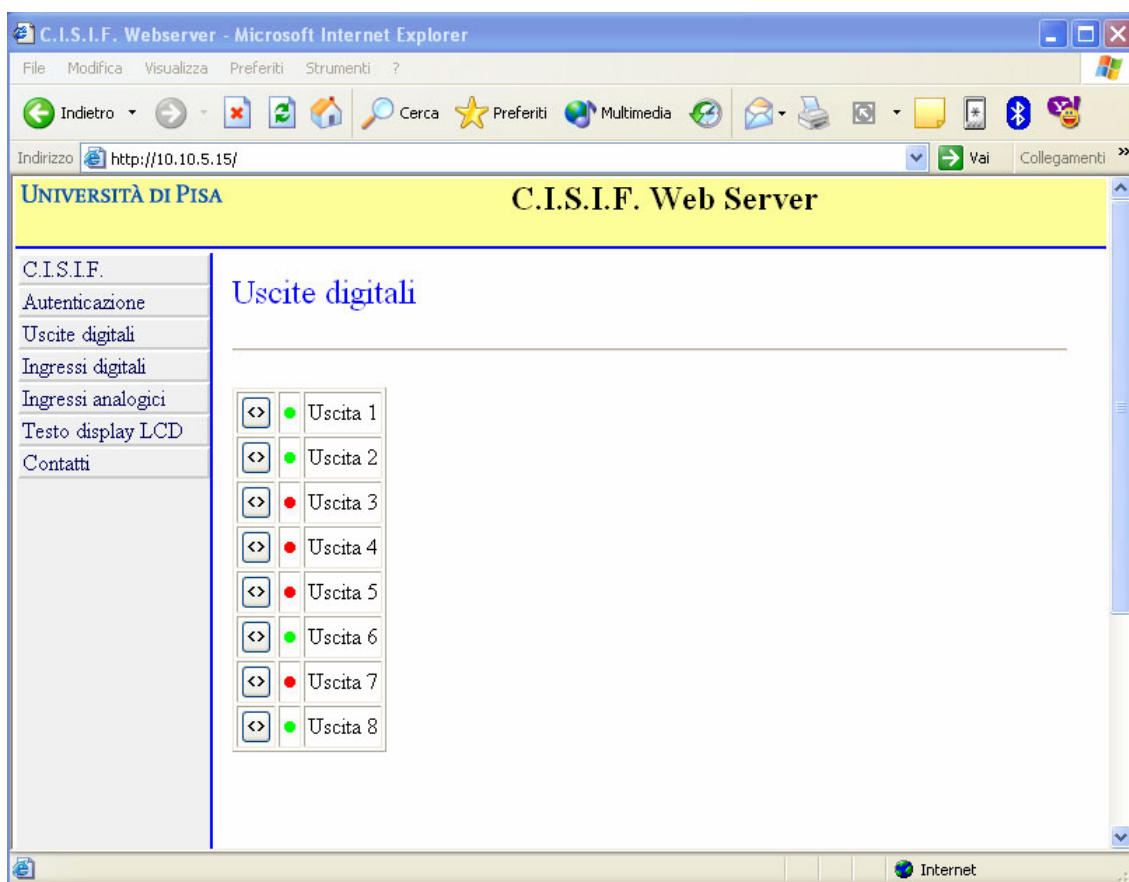 C.I.S.I.F. Webserver - Microsoft Internet Explorer
File Modifica Visualizza Preferiti Strumenti ?
Indietro Cerca Preferiti Multimedia
Indirizzo http://10.10.5.15/ Vai Collegamenti »
UNIVERSITÀ DI PISA
C.I.S.I.F. Web Server
C.I.S.I.F.
Autenticazione
Uscite digitali
Ingressi digitali
Ingressi analogici
Testo display LCD
Contatti
Uscite digitali
<> Uscita 1
<> Uscita 2
<> Uscita 3
<> Uscita 4
<> Uscita 5
<> Uscita 6
<> Uscita 7
<> Uscita 8
Internet